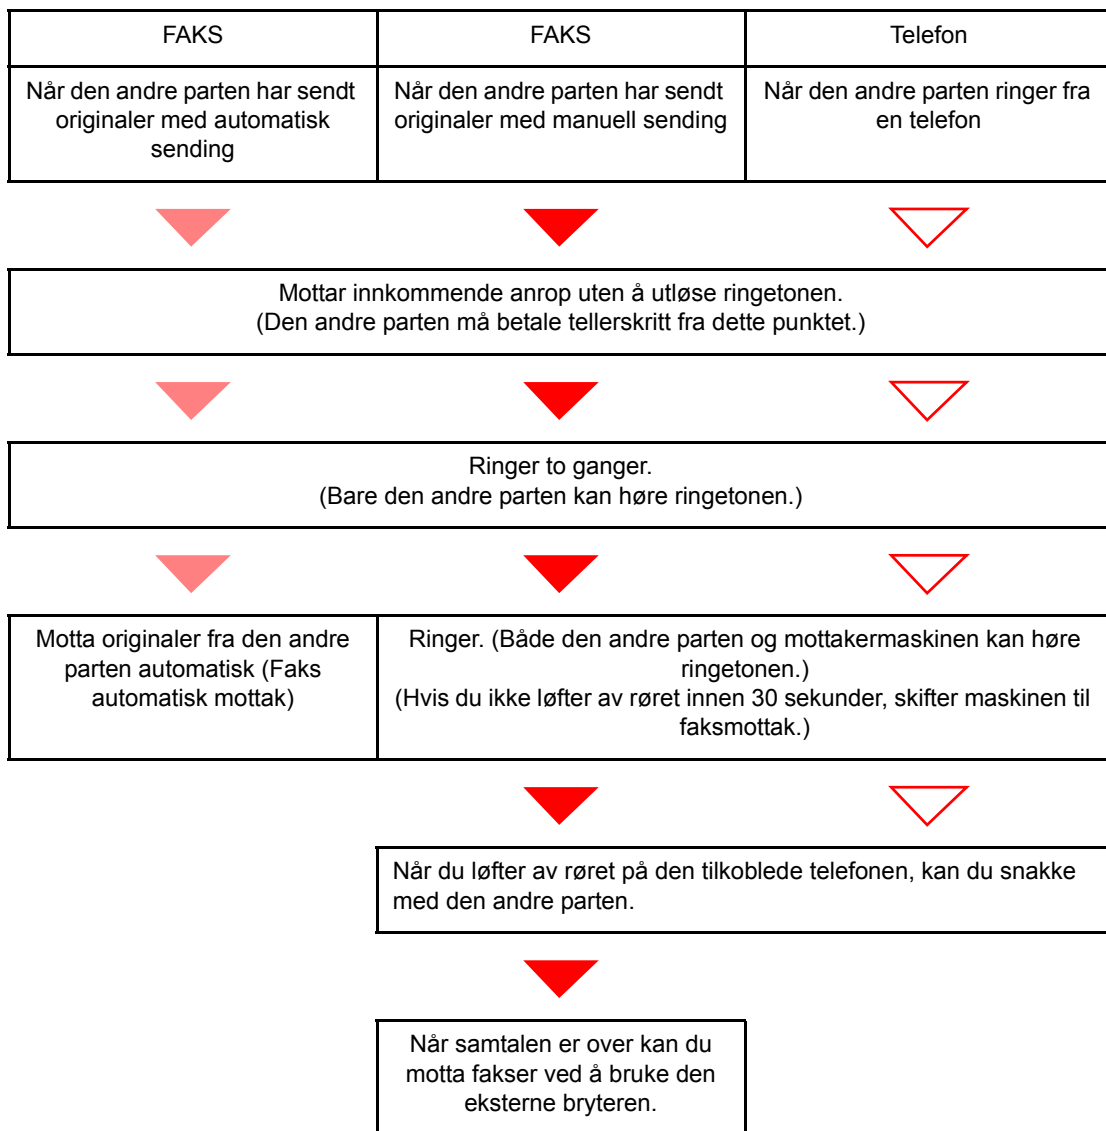 FAKS
FAKS
Telefon
Når den andre parten har sendt
originaler med automatisk
sending
Når den andre parten har sendt
originaler med manuell sending
Når den andre parten ringer fra
en telefon
Mottar innkommende anrop uten å utløse ringetonen.
(Den andre parten må betale tellerskritt fra dette punktet.)
Ringer to ganger.
(Bare den andre parten kan høre ringetonen.)
Motta originaler fra den andre
parten automatisk (Faks
automatisk mottak)
Ringer. (Både den andre parten og mottakermaskinen kan høre
ringetonen.)
(Hvis du ikke løfter av røret innen 30 sekunder, skifter maskinen til
faksmottak.)
Når du løfter av røret på den tilkoblede telefonen, kan du snakke
med den andre parten.
Når samtalen er over kan du
motta fakser ved å bruke den
eksterne bryteren.